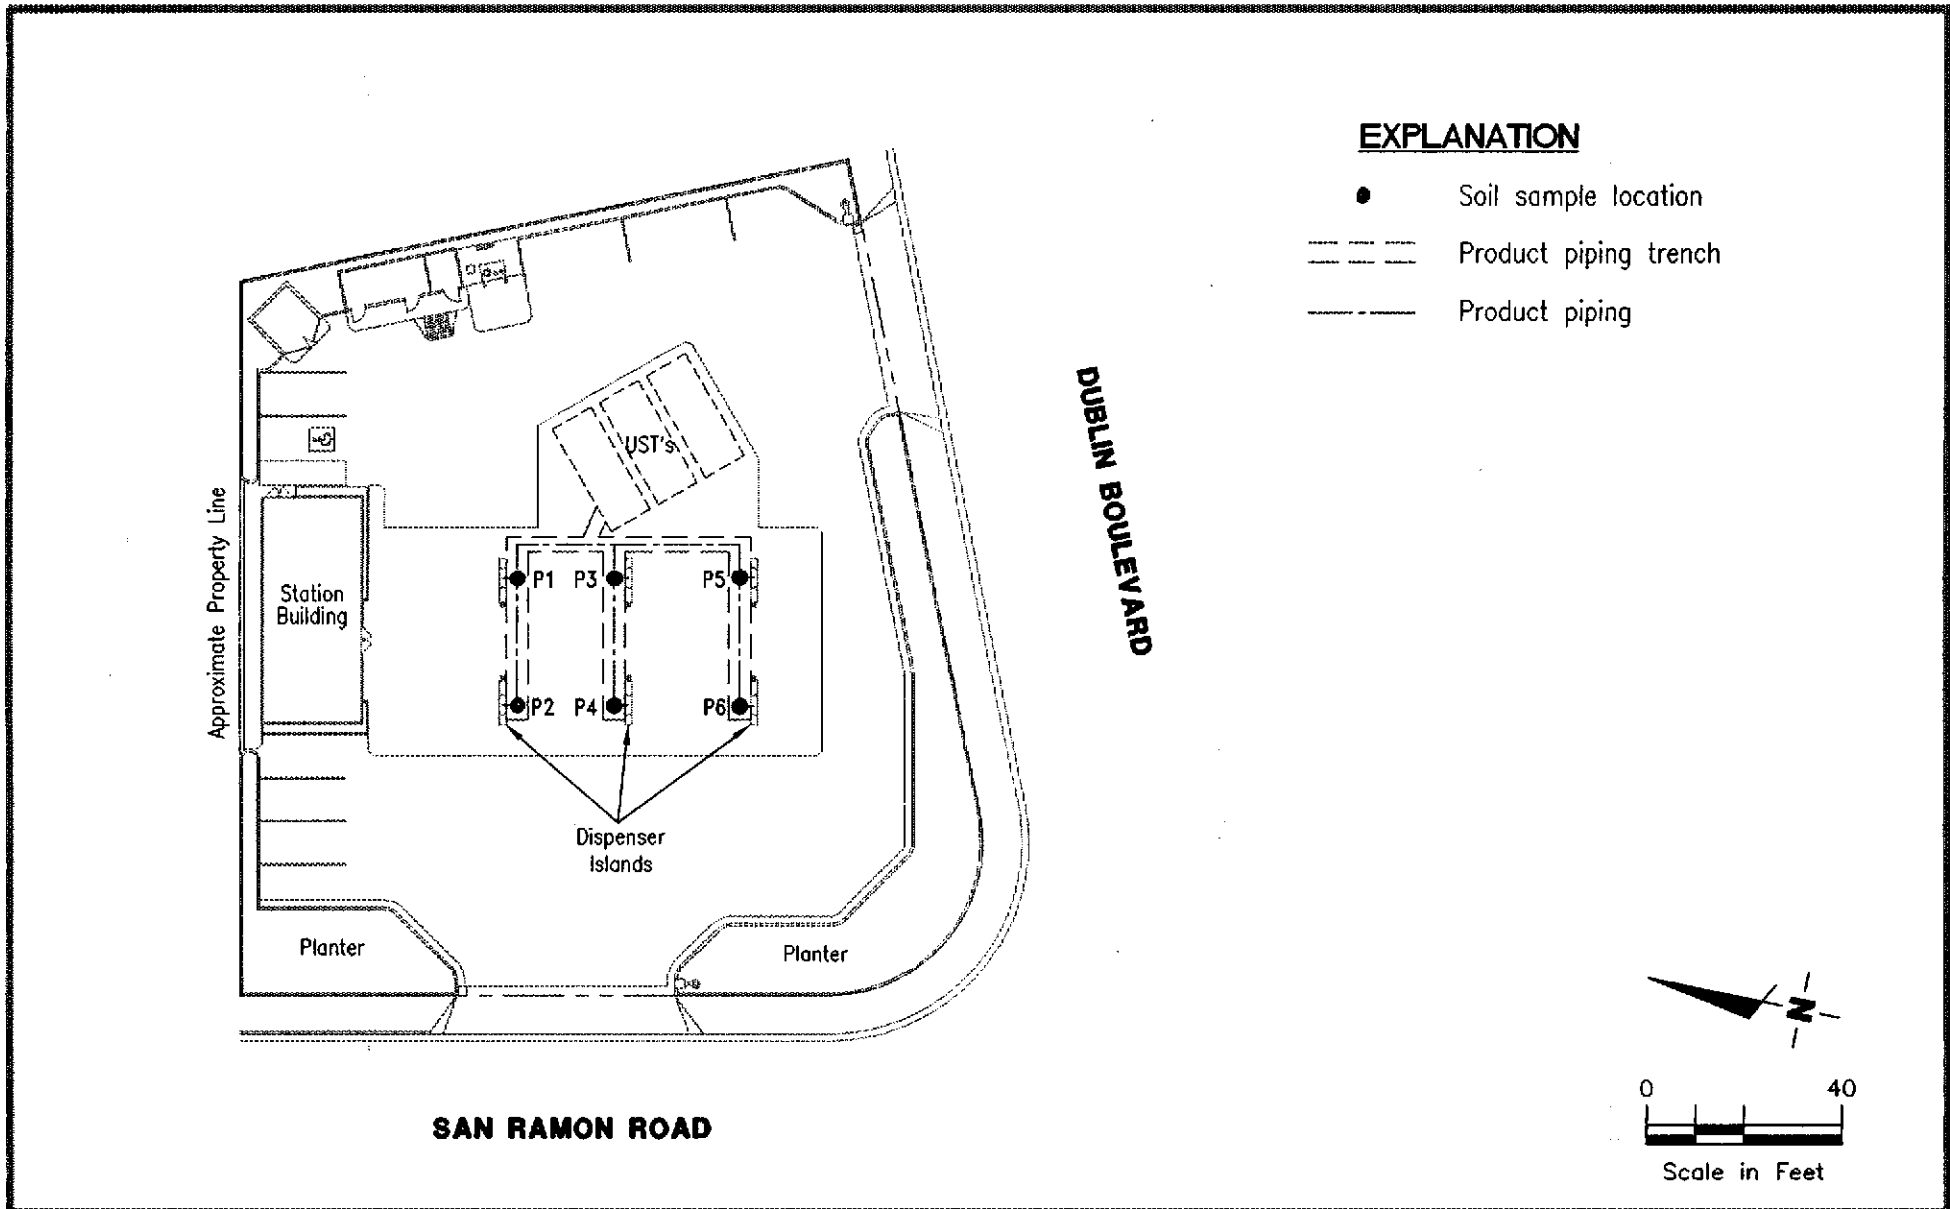 EXPLANATION
Soil sample location
Product piping trench
Product piping
UST's
DUBLIN BOULEVARD
Approximate Property Line
Station
Building
P1
P3
P5
P2
P4
P6
Dispenser
Islands
Planter
Planter
N
SAN RAMON ROAD
0
40
Scale in Feet